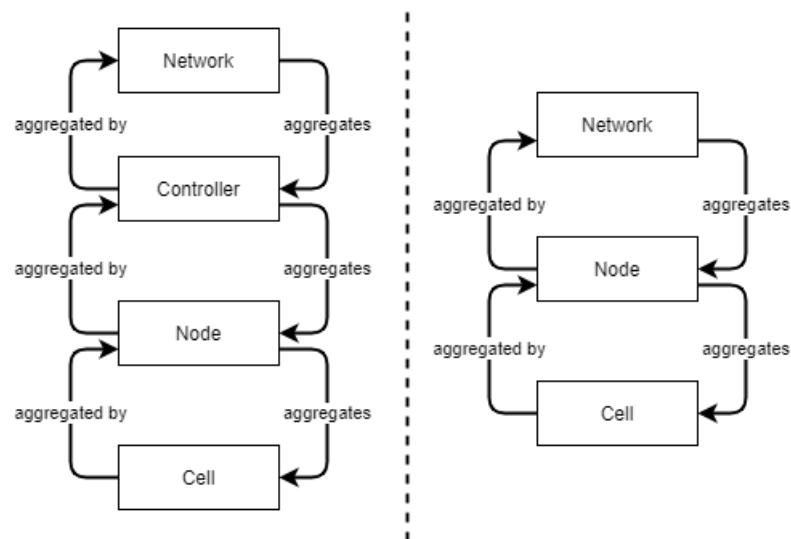 Network
aggregated by
aggregates
Controller
aggregated by
aggregates
Node
aggregated by
aggregates
Cell
Network
aggregated by
aggregates
Node
aggregated by
aggregates
Cell